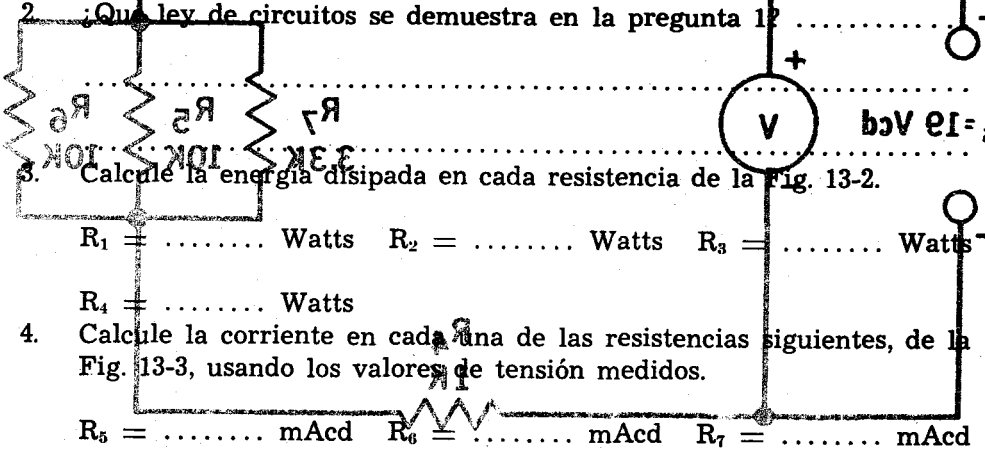 2. ¿Qué ley de circuitos se demuestra en la pregunta 1? ............
+
R6 R5 R7
V =19 Vcd
10K 10K 3.3K
3. Calcule la energía disipada en cada resistencia de la Fig. 13-2.
R₁ = ........ Watts R₂ = ........ Watts R₃ = ........ Watts
R₄ = ........ Watts
4. Calcule la corriente en cada una de las resistencias siguientes, de la
Fig. 13-3, usando los valores de tensión medidos.
1K
R₅ = ........ mAcd R₆ = ........ mAcd R₇ = ........ mAcd